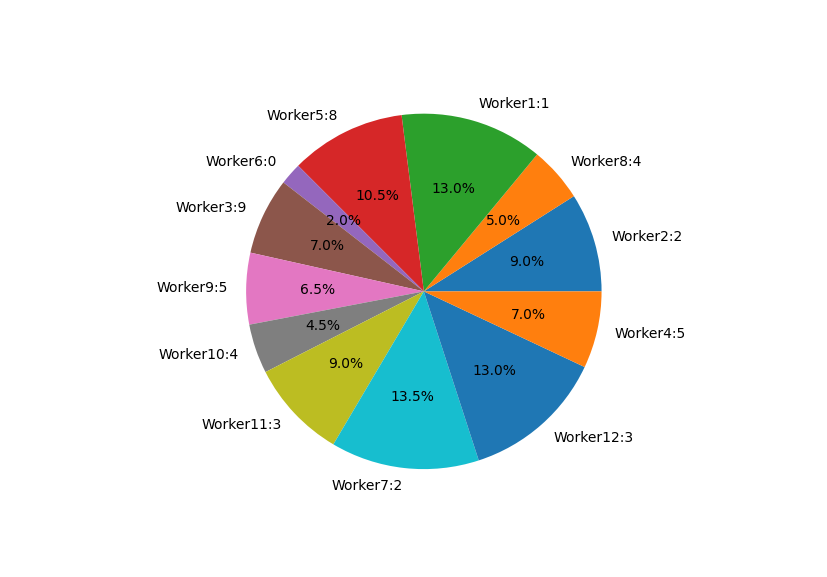 Worker1:1
Worker5:8
Worker8:4
Worker6:0
13.0%
10.5%
Worker3:9
2.0%
5.0%
Worker2:2
7.0%
9.0%
Worker9:5
6.5%
7.0%
4.5%
Worker4:5
Worker10:4
9.0%
13.0%
13.5%
Worker11:3
Worker12:3
Worker7:2